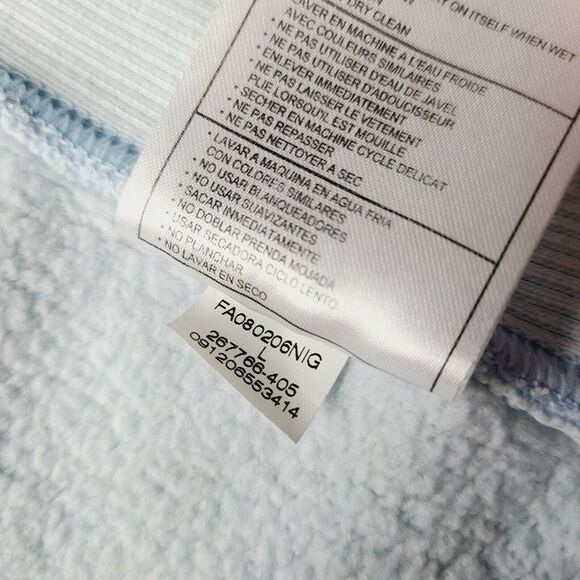 ON ITSELF WHEN WET
DRY CLEAN
LAVER EN MACHINE A L'EAU FROIDE
AVEC COULEURS SIMILAIRES
• NE PAS UTILISER D'EAU DE JAVEL
• NE PAS UTILISER D'ADOUCISSEUR
ENLEVER IMMEDIATEMENT
• NE PAS LAISSER LE VETEMENT
PLIE LORSQU'IL EST MOUILLE
• SECHER EN MACHINE CYCLE DELICAT
• NE PAS REPASSER
• NE PAS NETTOYER A SEC
• LAVAR A MAQUINA EN AGUA FRIA
CON COLORES SIMILARES
• NO USAR BLANQUEADORES
• NO USAR SUAVIZANTES
• SACAR INMEDIATAMENTE
• NO DOBLAR PRENDA MOJADA
• USAR SECADORA CICLO LENTO
• NO PLANCHAR
• NO LAVAR EN SECO
FA080206NIG
L
267766-405
091206553414